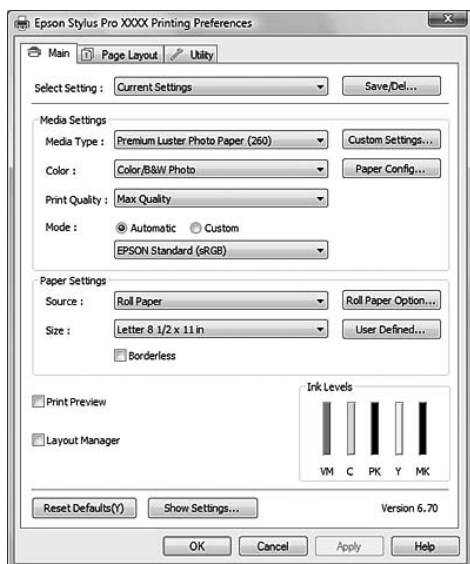 Epson Stylus Pro XXXX Printing Preferences
Main Page Layout Utility
Select Setting : Current Settings Save/Del...
Media Settings
Media Type : Premium Luster Photo Paper (260) Custom Settings...
Color : Color/B&W Photo Paper Config...
Print Quality : Max Quality
Mode : Automatic Custom
EPSON Standard (sRGB)
Paper Settings
Source : Roll Paper Roll Paper Option...
Size : Letter 8 1/2 x 11 in User Defined...
Borderless
Print Preview
Layout Manager
Ink Levels
VM C PK Y MK
Reset Defaults(Y) Show Settings... Version 6.70
OK Cancel Apply Help